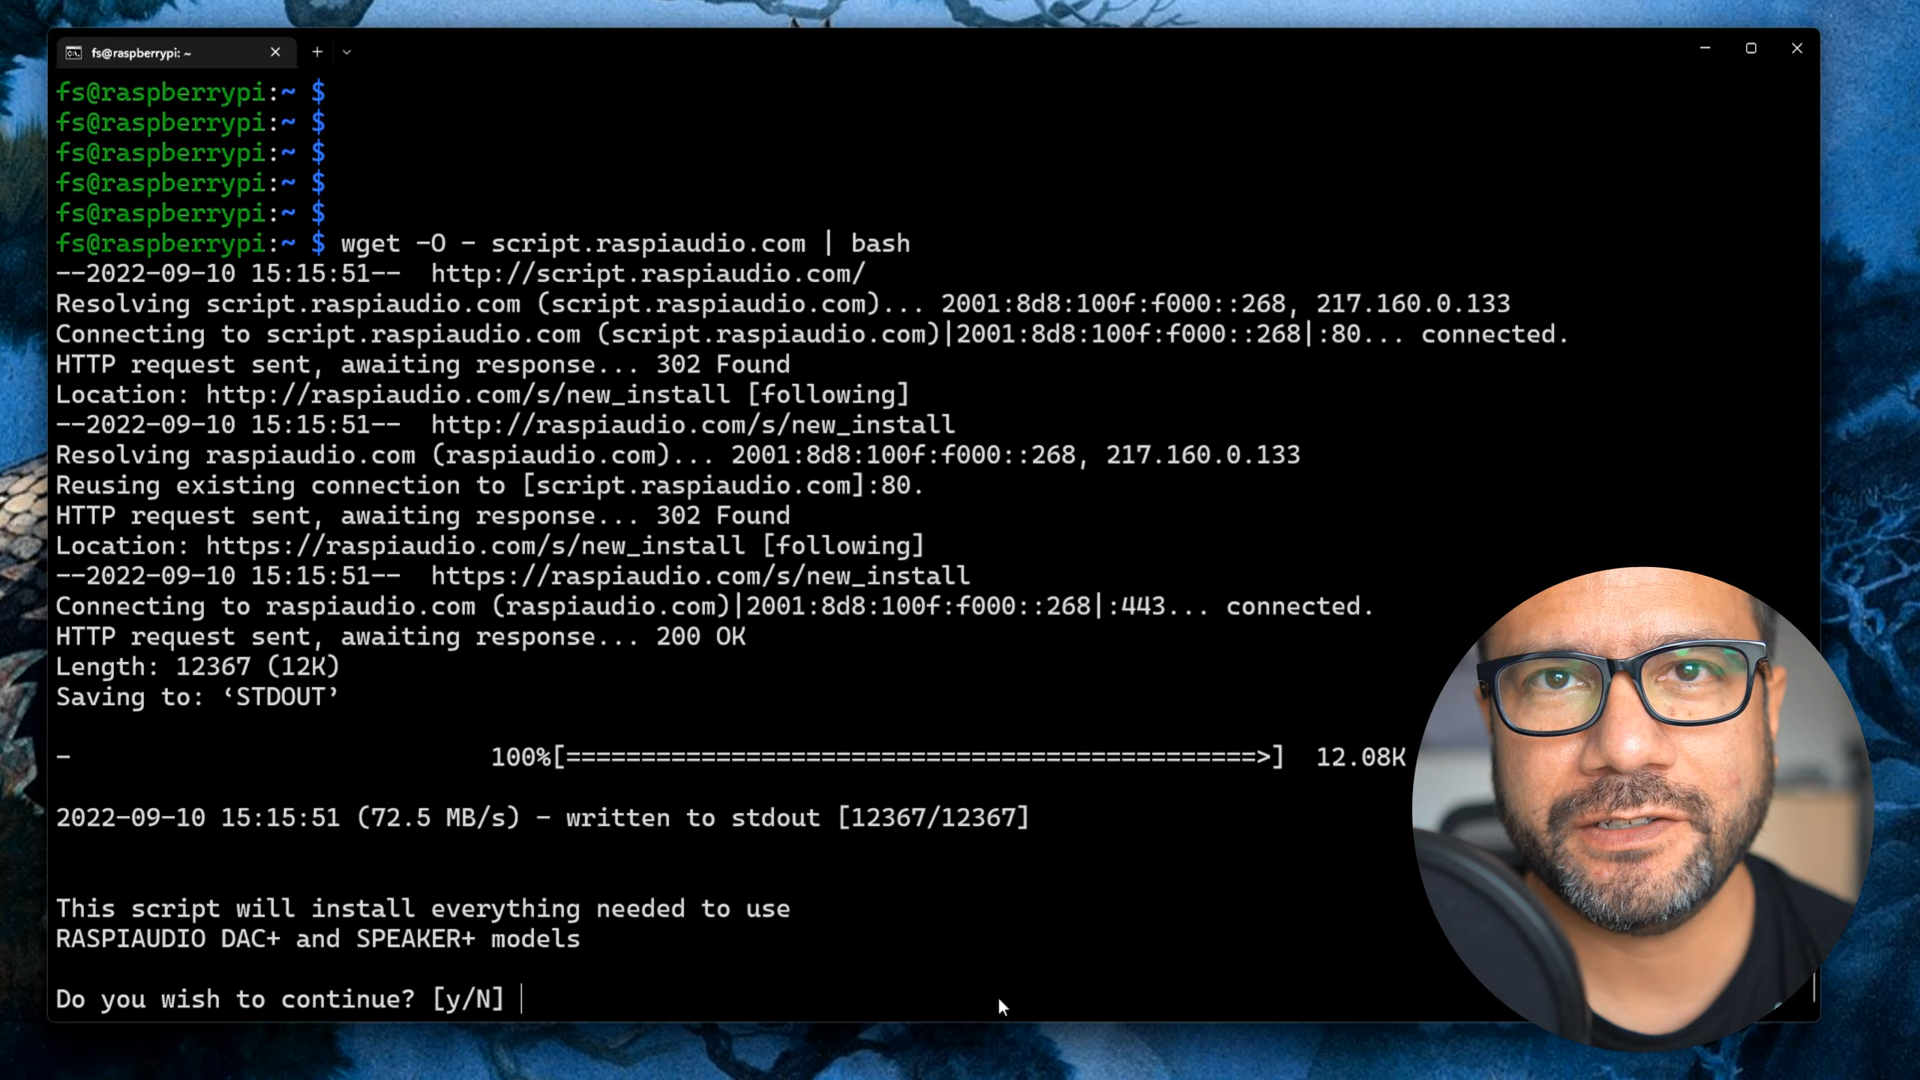 fs@raspberrypi: ~
fs@raspberrypi:~ $
fs@raspberrypi:~ $
fs@raspberrypi:~ $
fs@raspberrypi:~ $
fs@raspberrypi:~ $
fs@raspberrypi:~ $ wget -O - script.raspiaudio.com | bash
--2022-09-10 15:15:51--  http://script.raspiaudio.com/
Resolving script.raspiaudio.com (script.raspiaudio.com)... 2001:8d8:100f:f000::268, 217.160.0.133
Connecting to script.raspiaudio.com (script.raspiaudio.com)|2001:8d8:100f:f000::268|:80... connected.
HTTP request sent, awaiting response... 302 Found
Location: http://raspiaudio.com/s/new_install [following]
--2022-09-10 15:15:51--  http://raspiaudio.com/s/new_install
Resolving raspiaudio.com (raspiaudio.com)... 2001:8d8:100f:f000::268, 217.160.0.133
Reusing existing connection to [script.raspiaudio.com]:80.
HTTP request sent, awaiting response... 302 Found
Location: https://raspiaudio.com/s/new_install [following]
--2022-09-10 15:15:51--  https://raspiaudio.com/s/new_install
Connecting to raspiaudio.com (raspiaudio.com)|2001:8d8:100f:f000::268|:443... connected.
HTTP request sent, awaiting response... 200 OK
Length: 12367 (12K)
Saving to: ‘STDOUT’
-                            100%[==============================================>]  12.08K
2022-09-10 15:15:51 (72.5 MB/s) - written to stdout [12367/12367]
This script will install everything needed to use
RASPIAUDIO DAC+ and SPEAKER+ models
Do you wish to continue? [y/N]